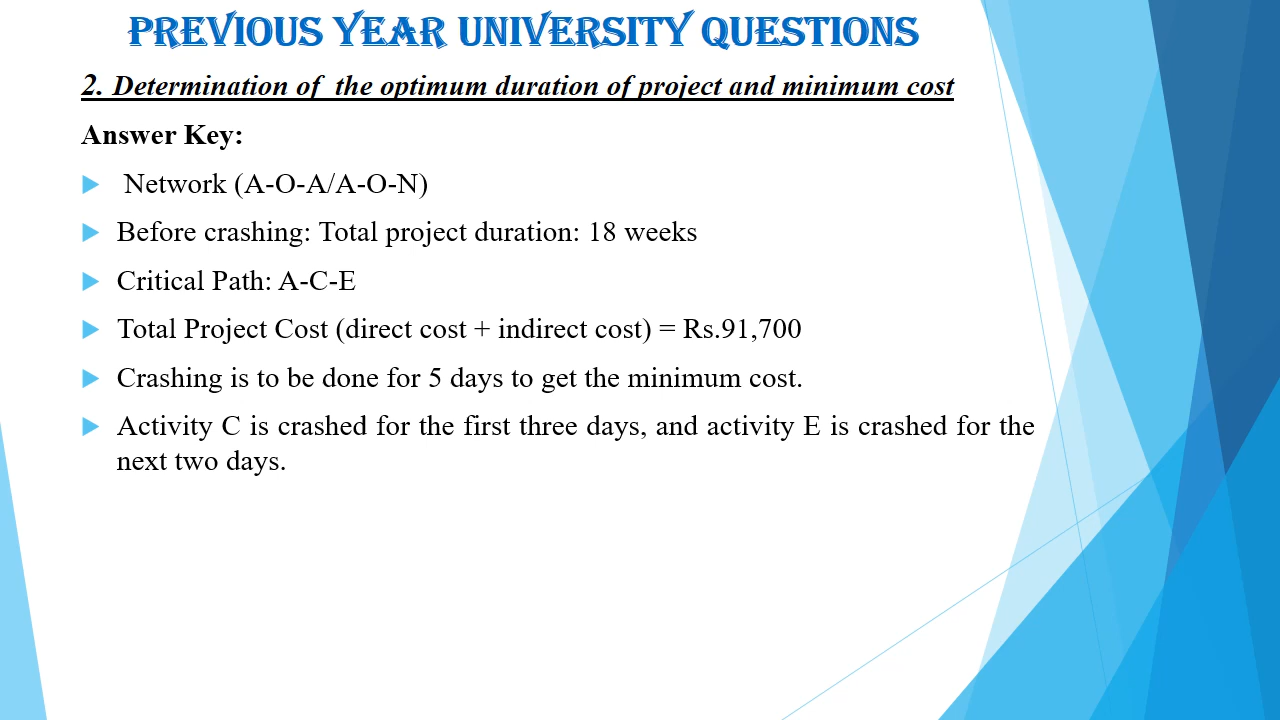 PREVIOUS YEAR UNIVERSITY QUESTIONS
2. Determination of the optimum duration of project and minimum cost
Answer Key:
Network (A-O-A/A-O-N)
Before crashing: Total project duration: 18 weeks
Critical Path: A-C-E
Total Project Cost (direct cost + indirect cost) = Rs.91,700
Crashing is to be done for 5 days to get the minimum cost.
Activity C is crashed for the first three days, and activity E is crashed for the
next two days.